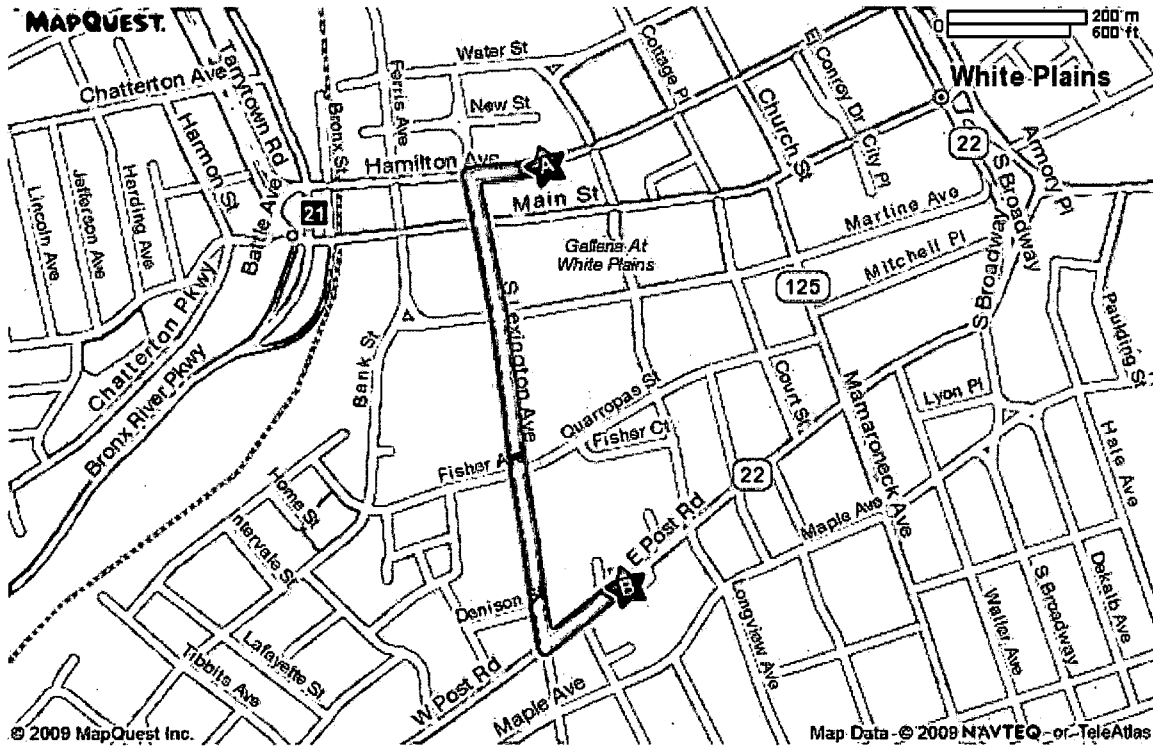 MAPQUEST.
200 m
0
600 ft
White Plains
Water St
Cottage Pl
E Conroy Dr
City Pl
Church St
Chatterton Ave
Tarrytown Rd
Ferris Ave
Bronx St
New St
22
Armory Pl
S Broadway
Harmon St
Hamilton Ave
A
Main St
Lincoln Ave
Jefferson Ave
Harding Ave
Battle Ave
21
Martine Ave
Mitchell Pl
S Broadway
Galleria At
White Plains
125
Paulding St
Chatterton Pkwy
Bronx River Pkwy
Bank St
S Lexington Ave
Quarropas St
Court St
Mamaroneck Ave
Lyon Pl
Fisher Ct
Fisher Ave
22
Hale Ave
Home St
Intervale St
E Post Rd
Maple Ave
B
Denison
Longview Ave
Waller Ave
S Broadway
Dekalb Ave
Lafayette St
Tibbits Ave
W Post Rd
Maple Ave
© 2009 MapQuest Inc.
Map Data © 2009 NAVTEQ or TeleAtlas